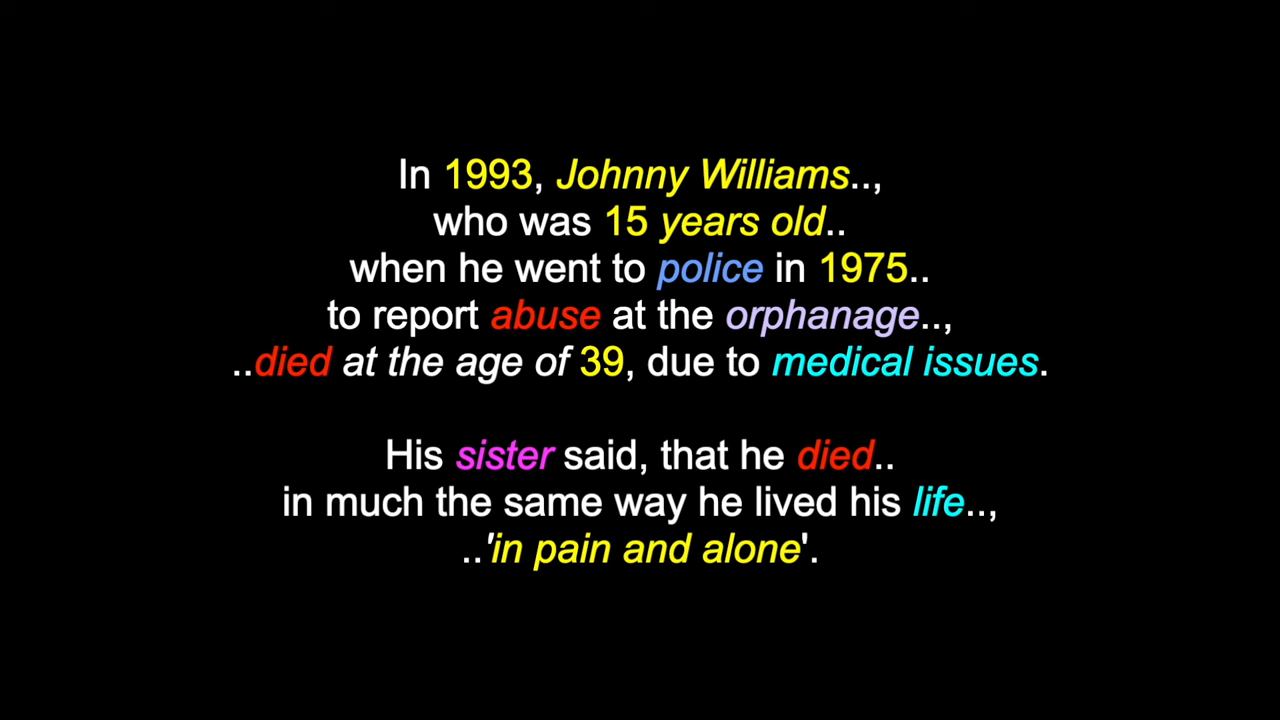 In 1993, Johnny Williams..,
who was 15 years old..
when he went to police in 1975..
to report abuse at the orphanage..,
..died at the age of 39, due to medical issues.
His sister said, that he died..
in much the same way he lived his life..,
..'in pain and alone'.